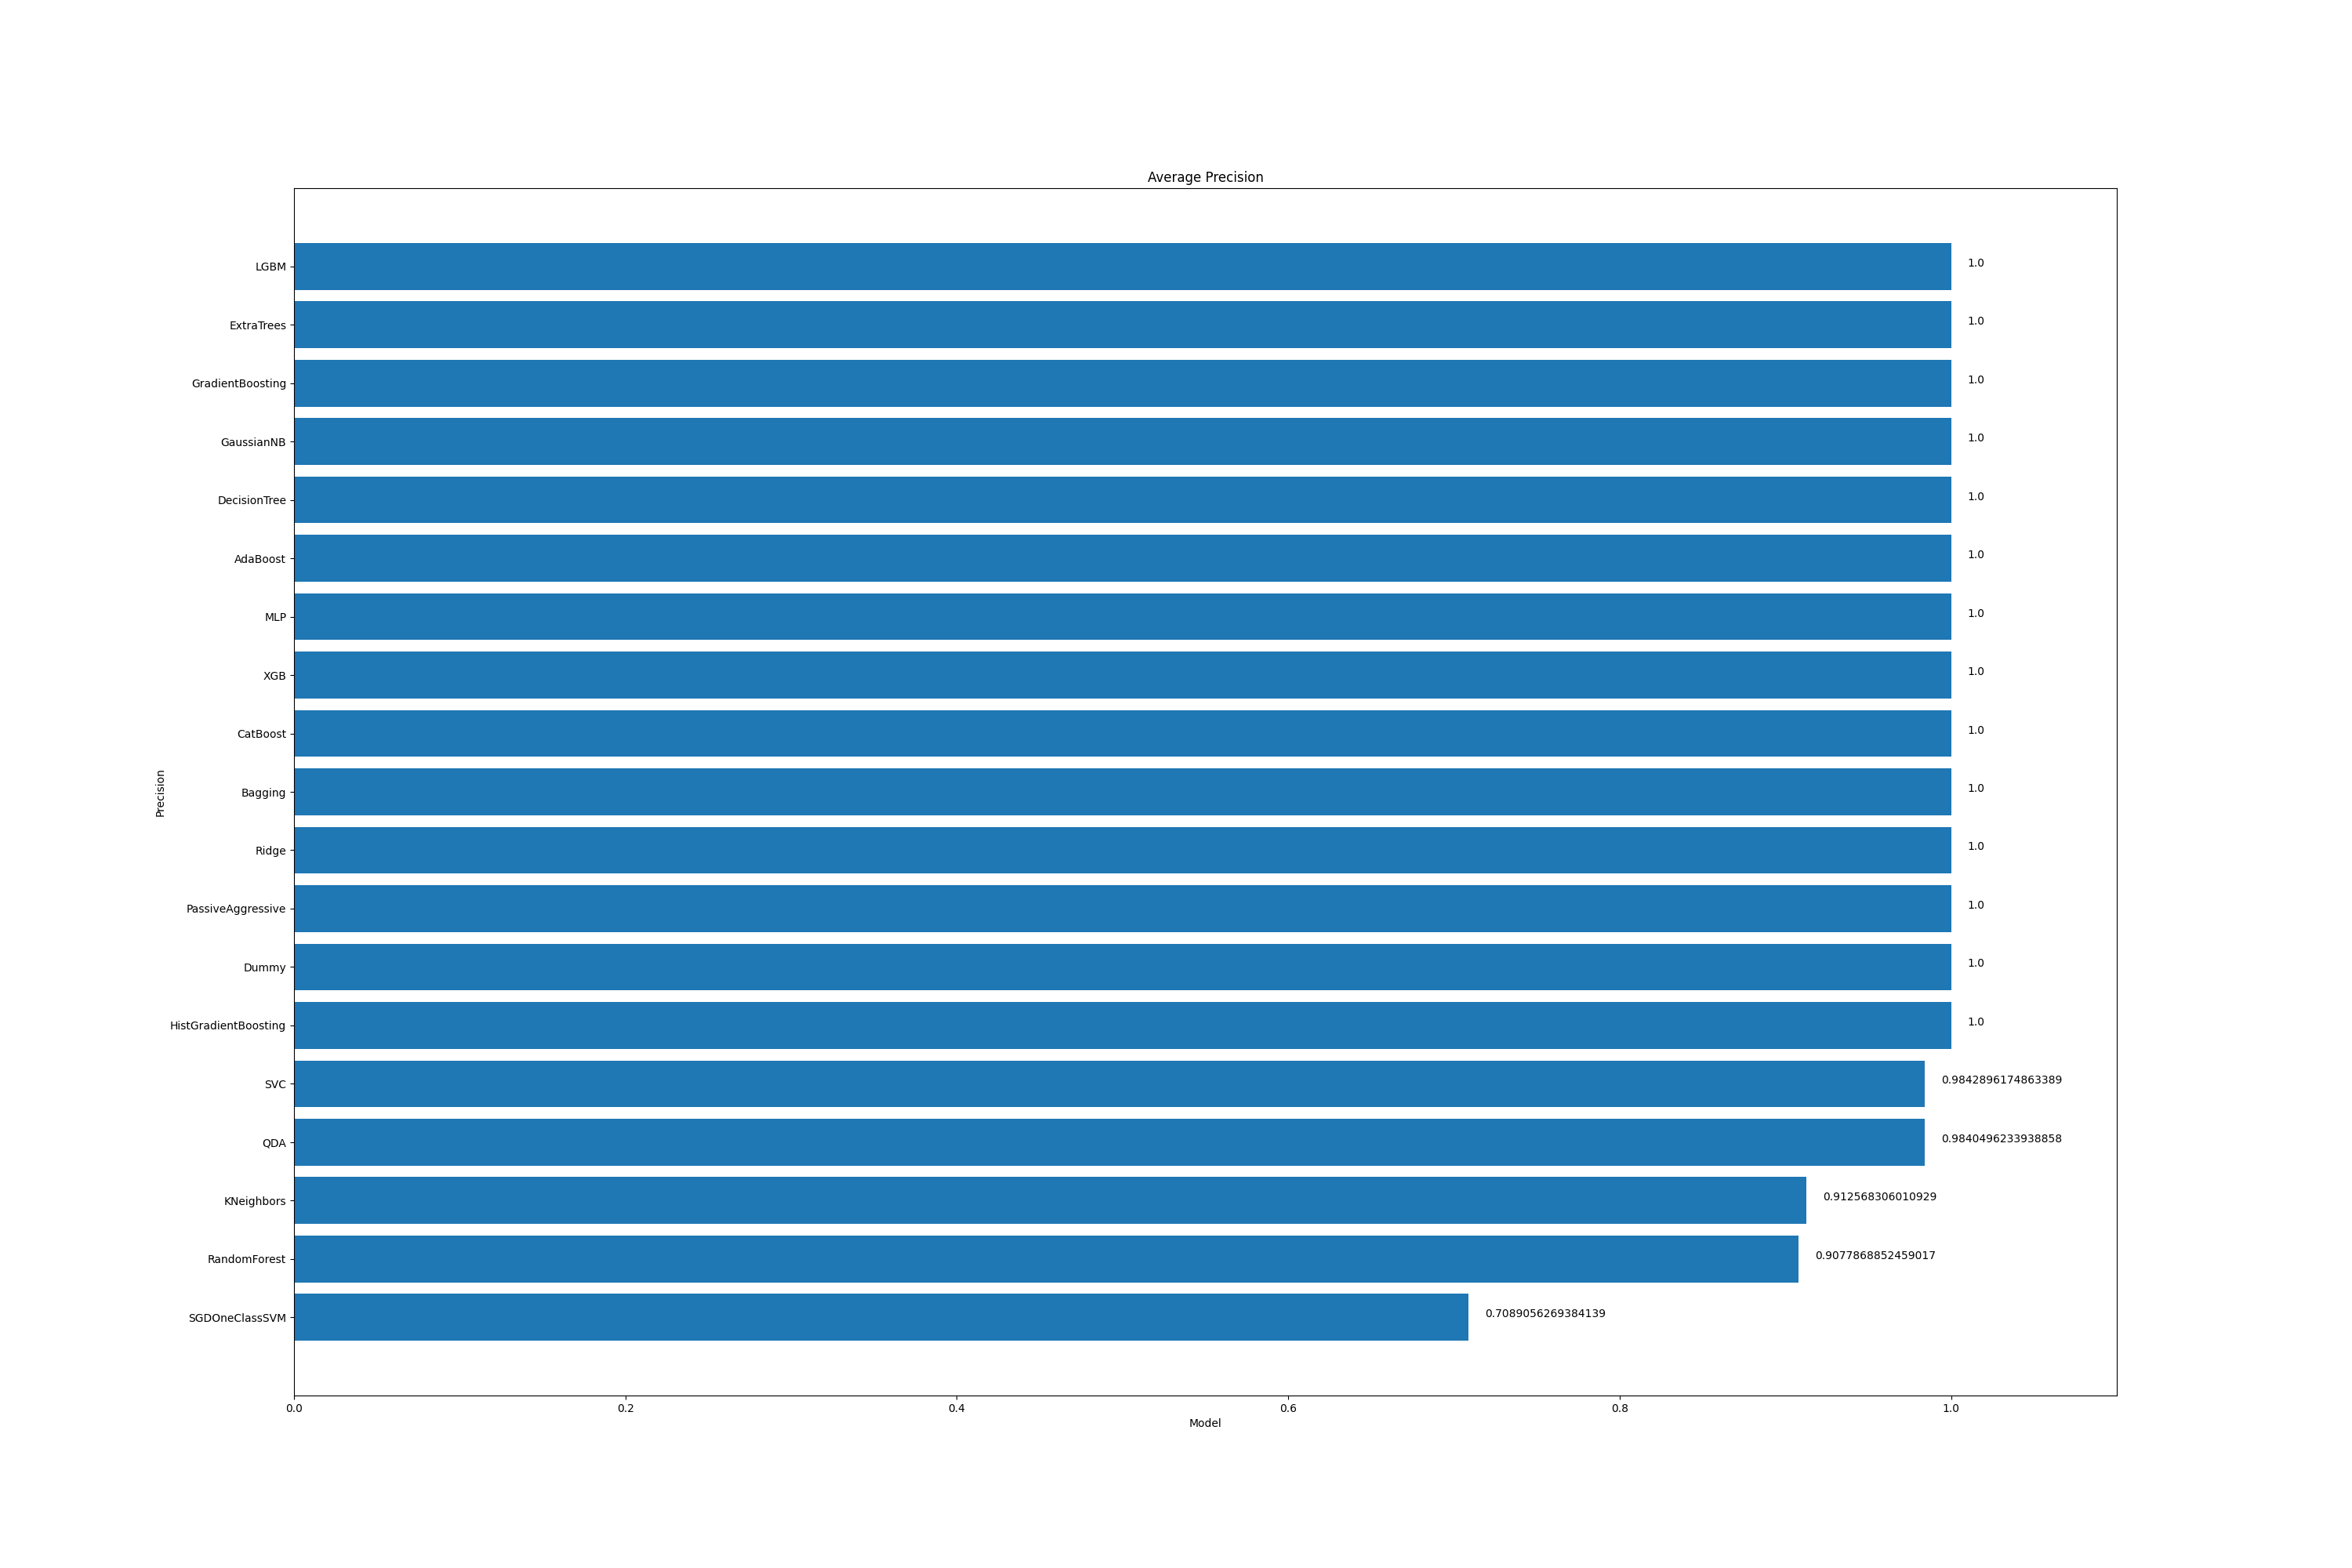 Average Precision
LGBM 1.0
ExtraTrees 1.0
GradientBoosting 1.0
GaussianNB 1.0
DecisionTree 1.0
AdaBoost 1.0
MLP 1.0
XGB 1.0
CatBoost 1.0
Bagging 1.0
Ridge 1.0
PassiveAggressive 1.0
Dummy 1.0
HistGradientBoosting 1.0
SVC 0.9842896174863389
QDA 0.9840496233938858
KNeighbors 0.912568306010929
RandomForest 0.9077868852459017
SGDOneClassSVM 0.7089056269384139
Precision
0.0 0.2 0.4 0.6 0.8 1.0
Model